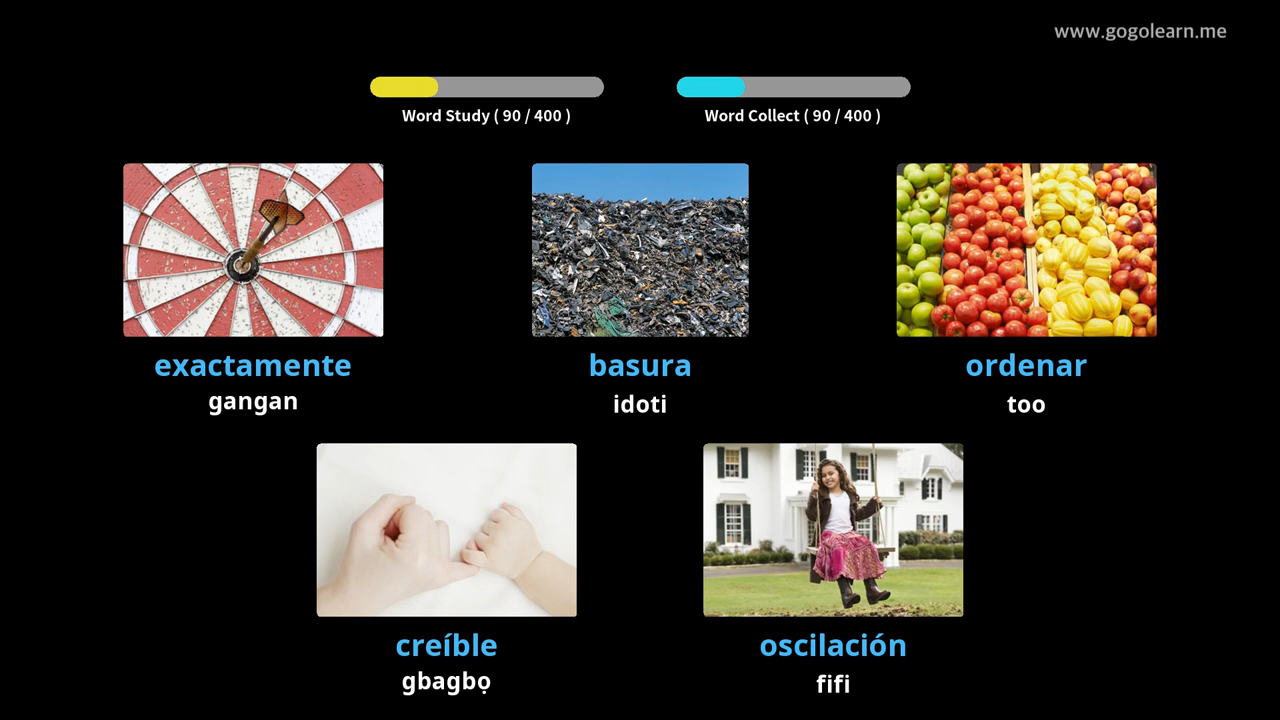 www.gogolearn.me
Word Study ( 90 / 400 )
Word Collect ( 90 / 400 )
exactamente
gangan
basura
idoti
ordenar
too
creíble
gbagbọ
oscilación
fifi